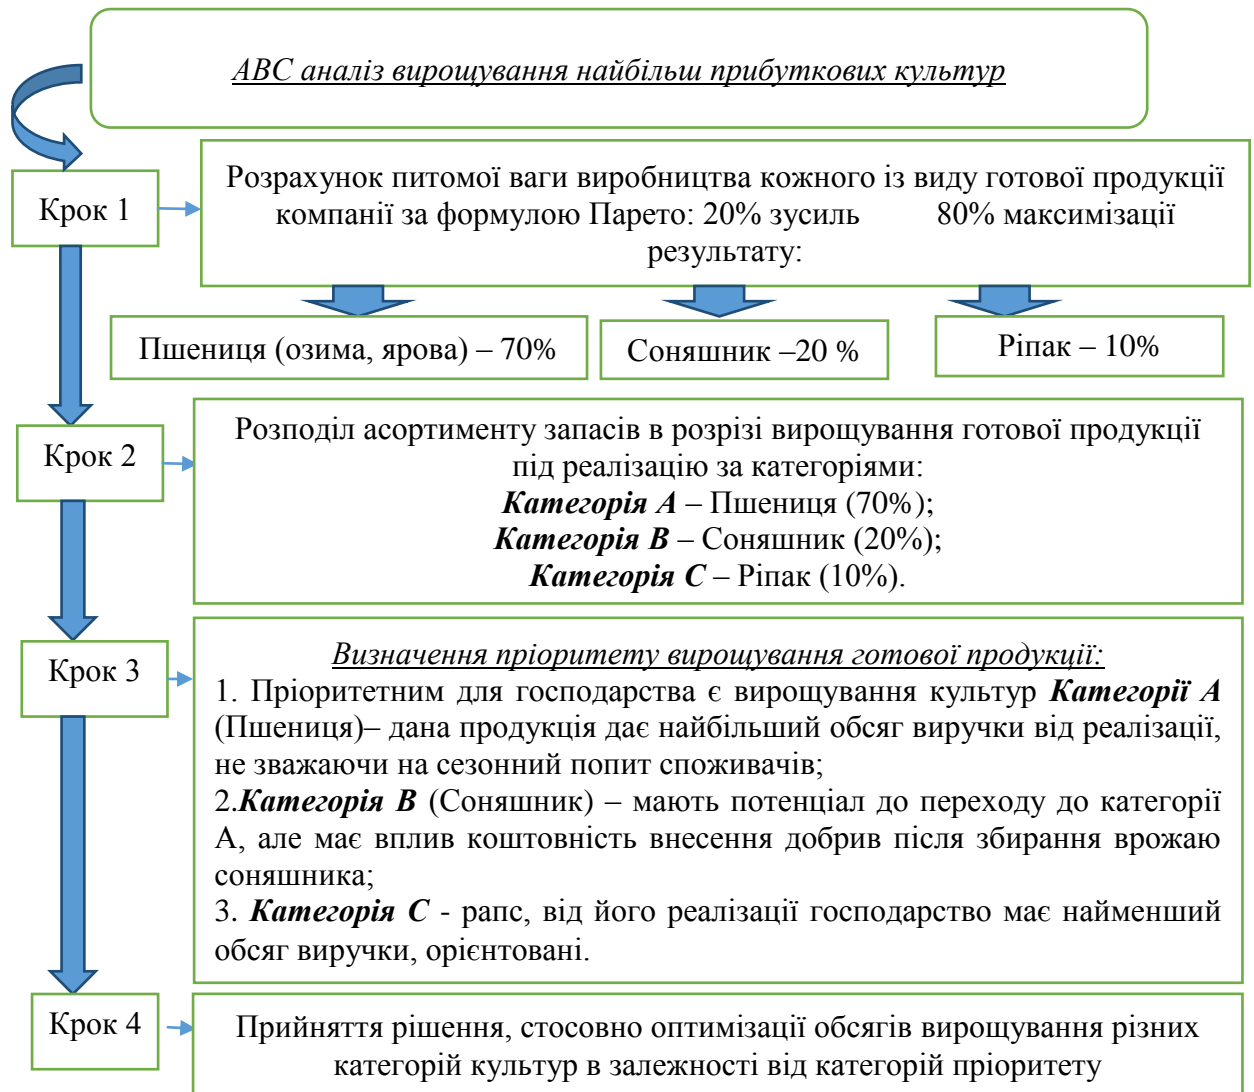 АВС аналіз вирощування найбільш прибуткових культур
Крок 1
Розрахунок питомої ваги виробництва кожного із виду готової продукції
компанії за формулою Парето: 20% зусиль 80% максимізації
результату:
Пшениця (озима, ярова) – 70%
Соняшник –20 %
Ріпак – 10%
Крок 2
Розподіл асортименту запасів в розрізі вирощування готової продукції
під реалізацію за категоріями:
Категорія А – Пшениця (70%);
Категорія В – Соняшник (20%);
Категорія С – Ріпак (10%).
Крок 3
Визначення пріоритету вирощування готової продукції:
1. Пріоритетним для господарства є вирощування культур Категорії А
(Пшениця)– дана продукція дає найбільший обсяг виручки від реалізації,
не зважаючи на сезонний попит споживачів;
2.Категорія В (Соняшник) – мають потенціал до переходу до категорії
А, але має вплив коштовність внесення добрив після збирання врожаю
соняшника;
3. Категорія С - рапс, від його реалізації господарство має найменший
обсяг виручки, орієнтовані.
Крок 4
Прийняття рішення, стосовно оптимізації обсягів вирощування різних
категорій культур в залежності від категорій пріоритету